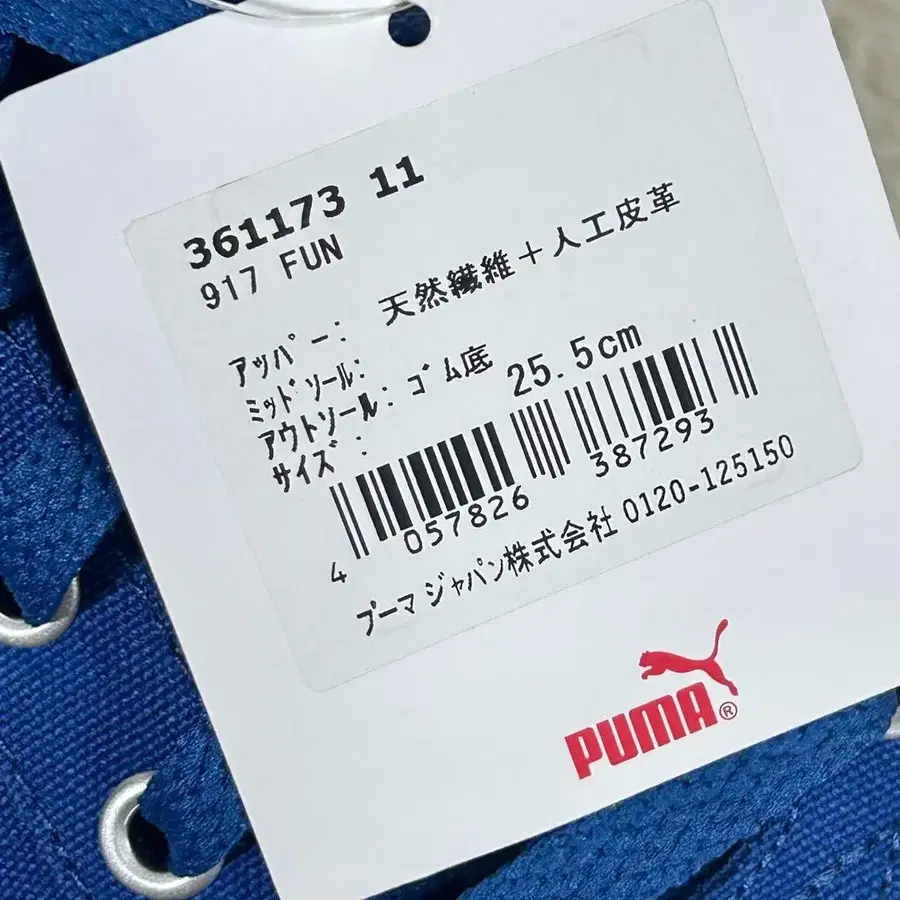 361173 11
917 FUN
アッパー: 天然繊維＋人工皮革
ミッドソール:
アウトソール: ゴム底
サイズ: 25.5cm
4 057826 387293
プーマ ジャパン株式会社 0120-125150
PUMA®